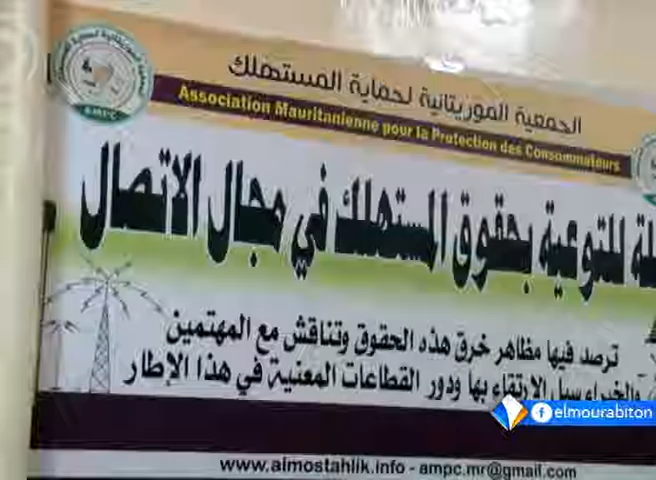 الجمعية الموريتانية لحماية المستهلك
Association Mauritanienne pour la Protection des Consommateurs
للتوعية بحقوق المستهلك في مجال الاتصال
ترصد فيها مظاهر خرق هذه الحقوق وتناقش مع المهتمين
والخبراء سبل الارتقاء بها ودور القطاعات المعنية في هذا الإطار
elmourabiton
www.almostahlik.info - ampc.mr@gmail.com